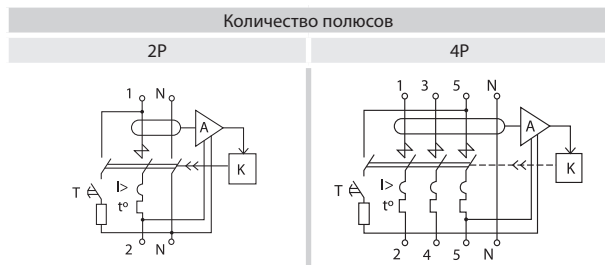 Количество полюсов
2P 4P
1 N 1 3 5 N
A A
K K
T I> T I>
t° t°
2 N 2 4 5 N